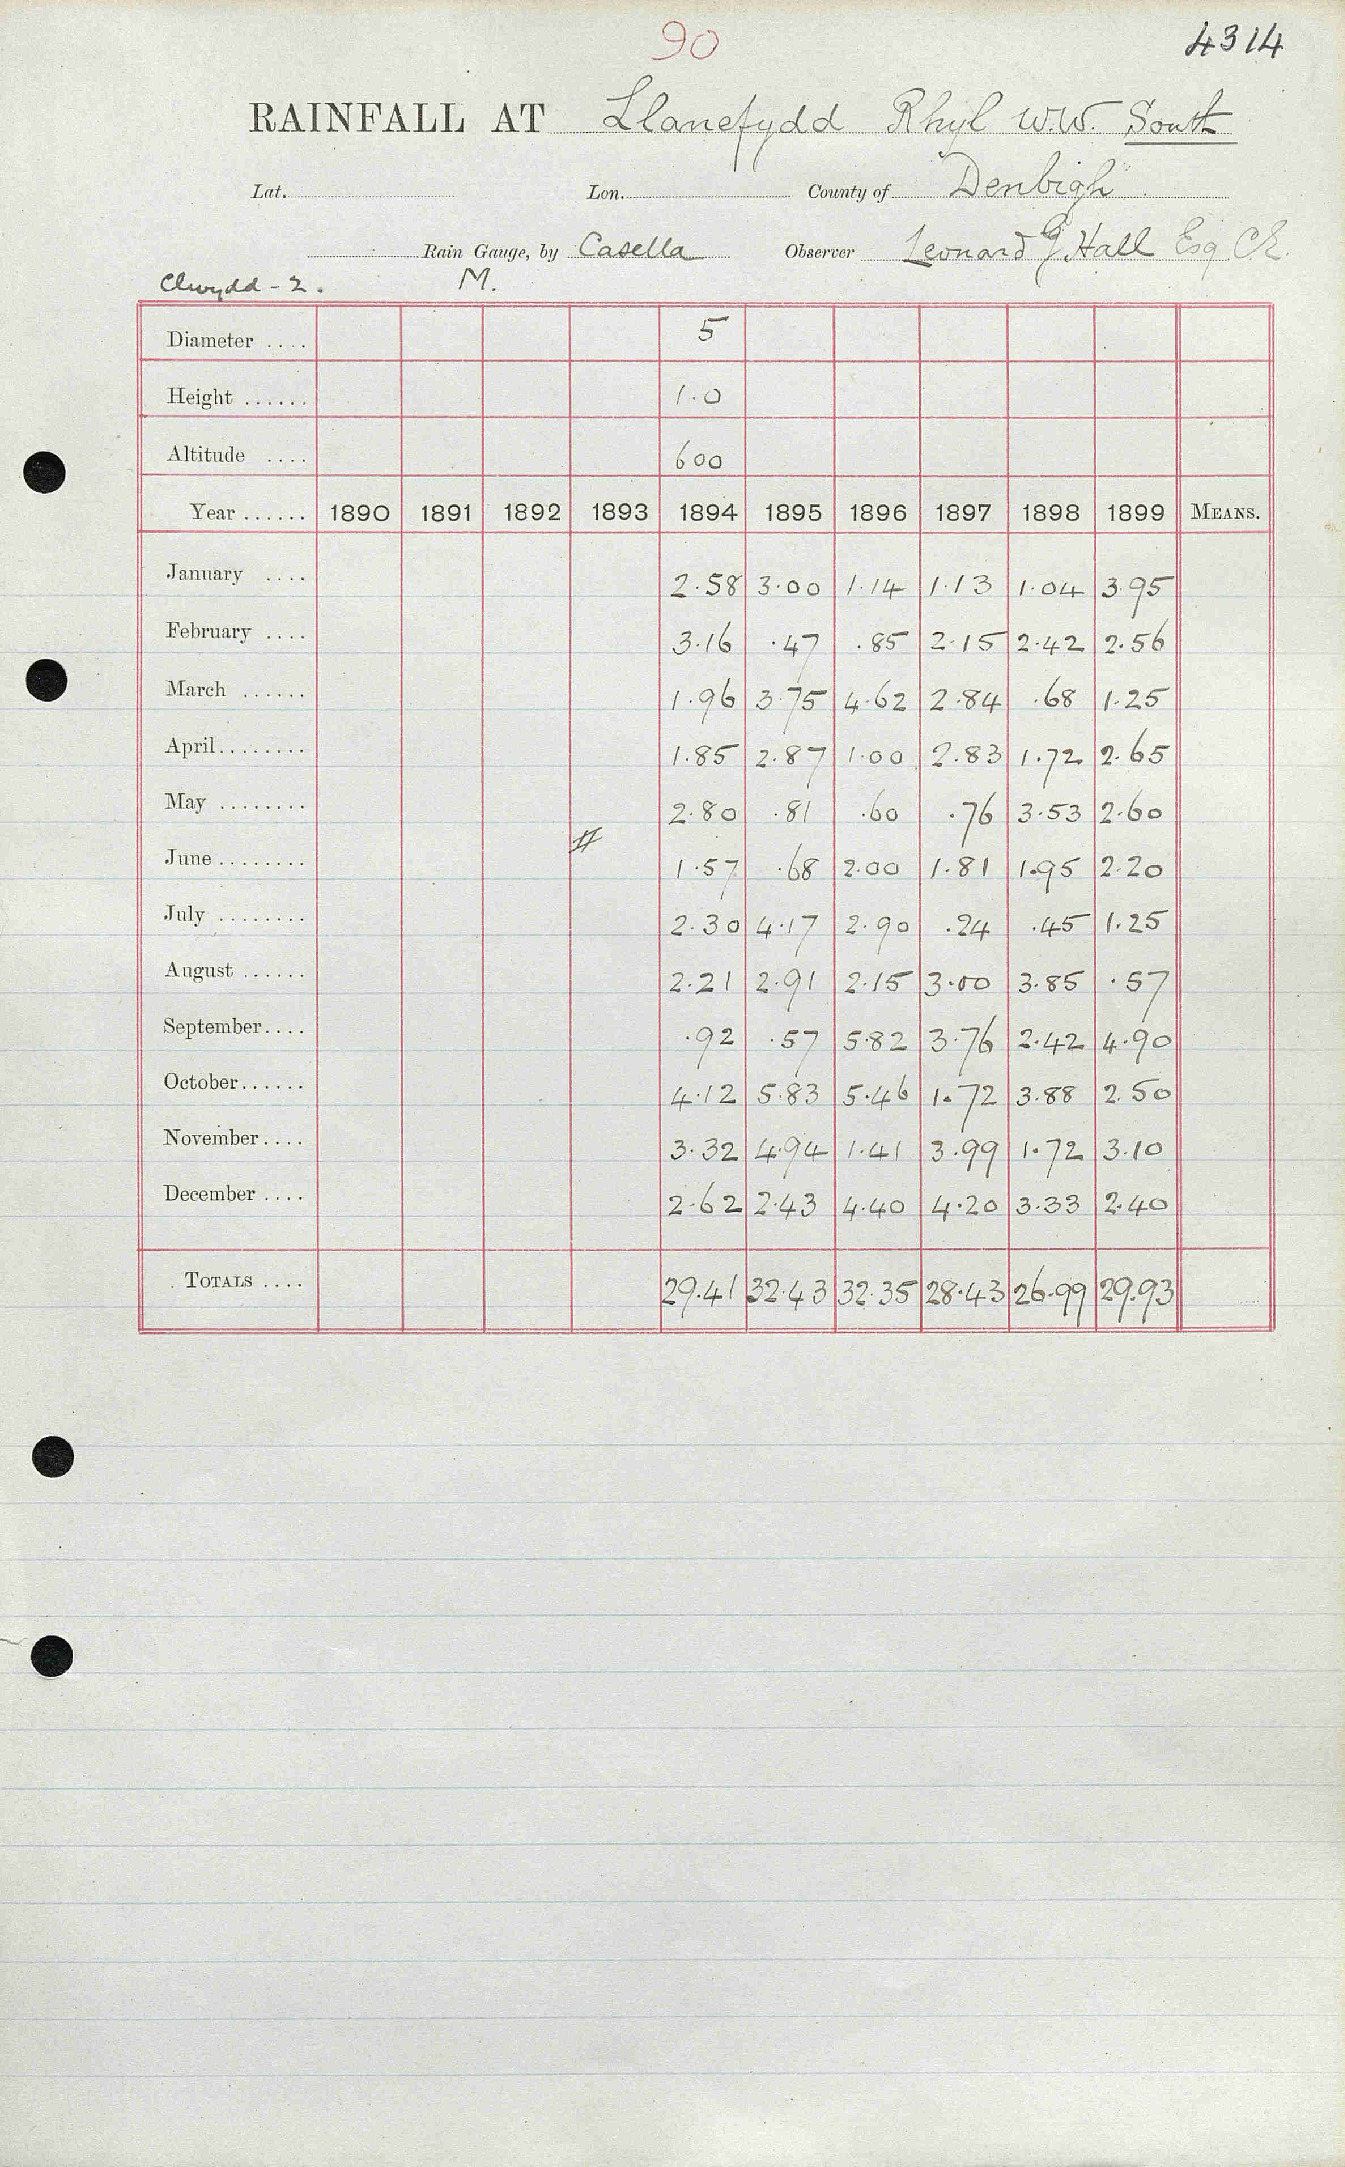 90
4314
RAINFALL AT Llanefydd Rhyl W.W. South
Lat. Lon. County of Denbigh
Rain Gauge, by Casella Observer Leonard G Hall Esq CE.
Clwydd - 2. M.
Diameter .... 5
Height ...... 1.0
Altitude .... 600
Year ...... 1890 1891 1892 1893 1894 1895 1896 1897 1898 1899 MEANS.
January .... 2.58 3.00 1.14 1.13 1.04 3.95
February .... 3.16 .47 .85 2.15 2.42 2.56
March ...... 1.96 3.75 4.62 2.84 .68 1.25
April........ 1.85 2.87 1.00 2.83 1.72 2.65
May ........ 2.80 .81 .60 .76 3.53 2.60
June ........ # 1.57 .68 2.00 1.81 1.95 2.20
July ........ 2.30 4.17 2.90 .24 .45 1.25
August ...... 2.21 2.91 2.15 3.00 3.85 .57
September.... .92 .57 5.82 3.76 2.42 4.90
October...... 4.12 5.83 5.46 1.72 3.88 2.50
November.... 3.32 4.94 1.41 3.99 1.72 3.10
December .... 2.62 2.43 4.40 4.20 3.33 2.40
TOTALS .... 29.41 32.43 32.35 28.43 26.99 29.93